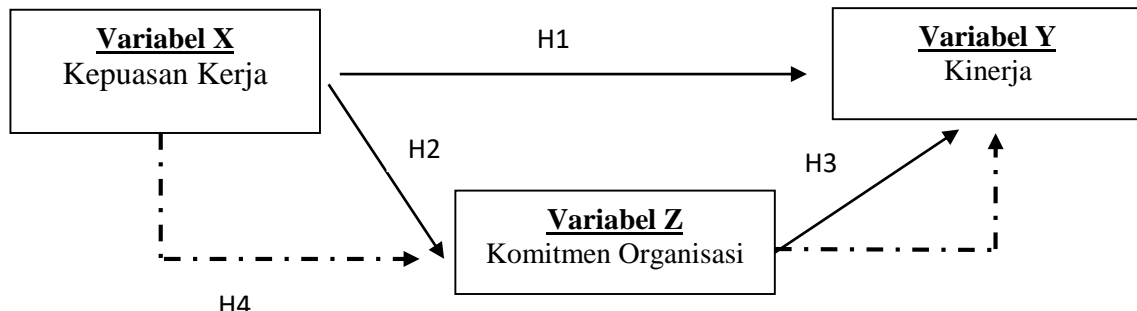 Variabel X
Kepuasan Kerja
H1
Variabel Y
Kinerja
H2
H3
Variabel Z
Komitmen Organisasi
H4